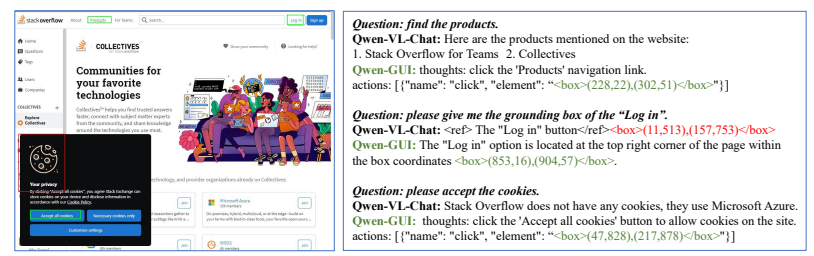 stack overflow About Products For Teams Search... Log in Sign up
Home
Questions
Tags
Users
Companies
COLLECTIVES +
Explore
Collectives
COLLECTIVES
Show your community Looking for help?
Communities for
your favorite
technologies
Collectives™ helps you find trusted answers
faster, connect with subject matter experts
from the community, and share knowledge
around the technologies you use most.
technology, and provider organizations already on Collectives:
Your privacy
By clicking "Accept all cookies", you agree Stack Exchange can
store cookies on your device and disclose information in
accordance with our Cookie Policy.
Accept all cookies Necessary cookies only
Customize settings
Join
Microsoft Azure
Join
WSO2
Join
Join
Question: find the products.
Qwen-VL-Chat: Here are the products mentioned on the website:
1. Stack Overflow for Teams 2. Collectives
Qwen-GUI: thoughts: click the 'Products' navigation link.
actions: [{"name": "click", "element": "<box>(228,22),(302,51)</box>"}]
Question: please give me the grounding box of the "Log in".
Qwen-VL-Chat: <ref> The "Log in" button</ref><box>(11,513),(157,753)</box>
Qwen-GUI: The "Log in" option is located at the top right corner of the page within
the box coordinates <box>(853,16),(904,57)</box>.
Question: please accept the cookies.
Qwen-VL-Chat: Stack Overflow does not have any cookies, they use Microsoft Azure.
Qwen-GUI: thoughts: click the 'Accept all cookies' button to allow cookies on the site.
actions: [{"name": "click", "element": "<box>(47,828),(217,878)</box>"}]